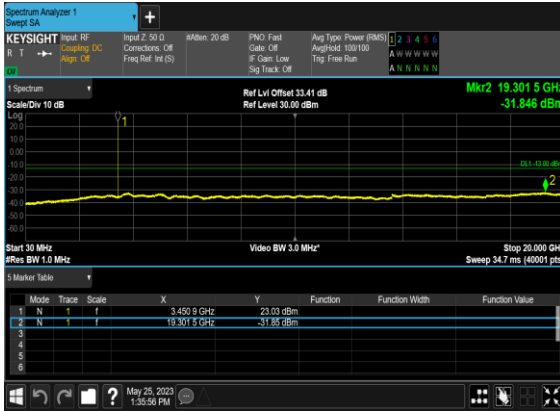 Spectrum Analyzer 1
Swept SA
+
KEYSIGHT Input: RF Input Z: 50 Ω #Atten: 20 dB PNO: Fast Avg Type: Power (RMS) 1 2 3 4 5 6
R T Coupling: DC Corrections: Off Gate: Off Avg|Hold: 100/100 A W W W W W
Align: Off Freq Ref: Int (S) IF Gain: Low Trig: Free Run
Sig Track: Off A N N N N N
1 Spectrum Ref Lvl Offset 33.41 dB Mkr2 19.301 5 GHz
Scale/Div 10 dB Ref Level 30.00 dBm -31.846 dBm
Log
20.0
10.0
0.00
-10.0
-20.0
-30.0
-40.0
-50.0
-60.0
1
DL1 -13.00 dBm
2
Start 30 MHz Video BW 3.0 MHz* Stop 20.000 GH
#Res BW 1.0 MHz Sweep 34.7 ms (40001 pts
5 Marker Table
Mode Trace Scale X Y Function Function Width Function Value
1 N 1 f 3.450 9 GHz 23.03 dBm
2 N 1 f 19.301 5 GHz -31.85 dBm
3
4
5
6
? May 25, 2023
1:35:56 PM